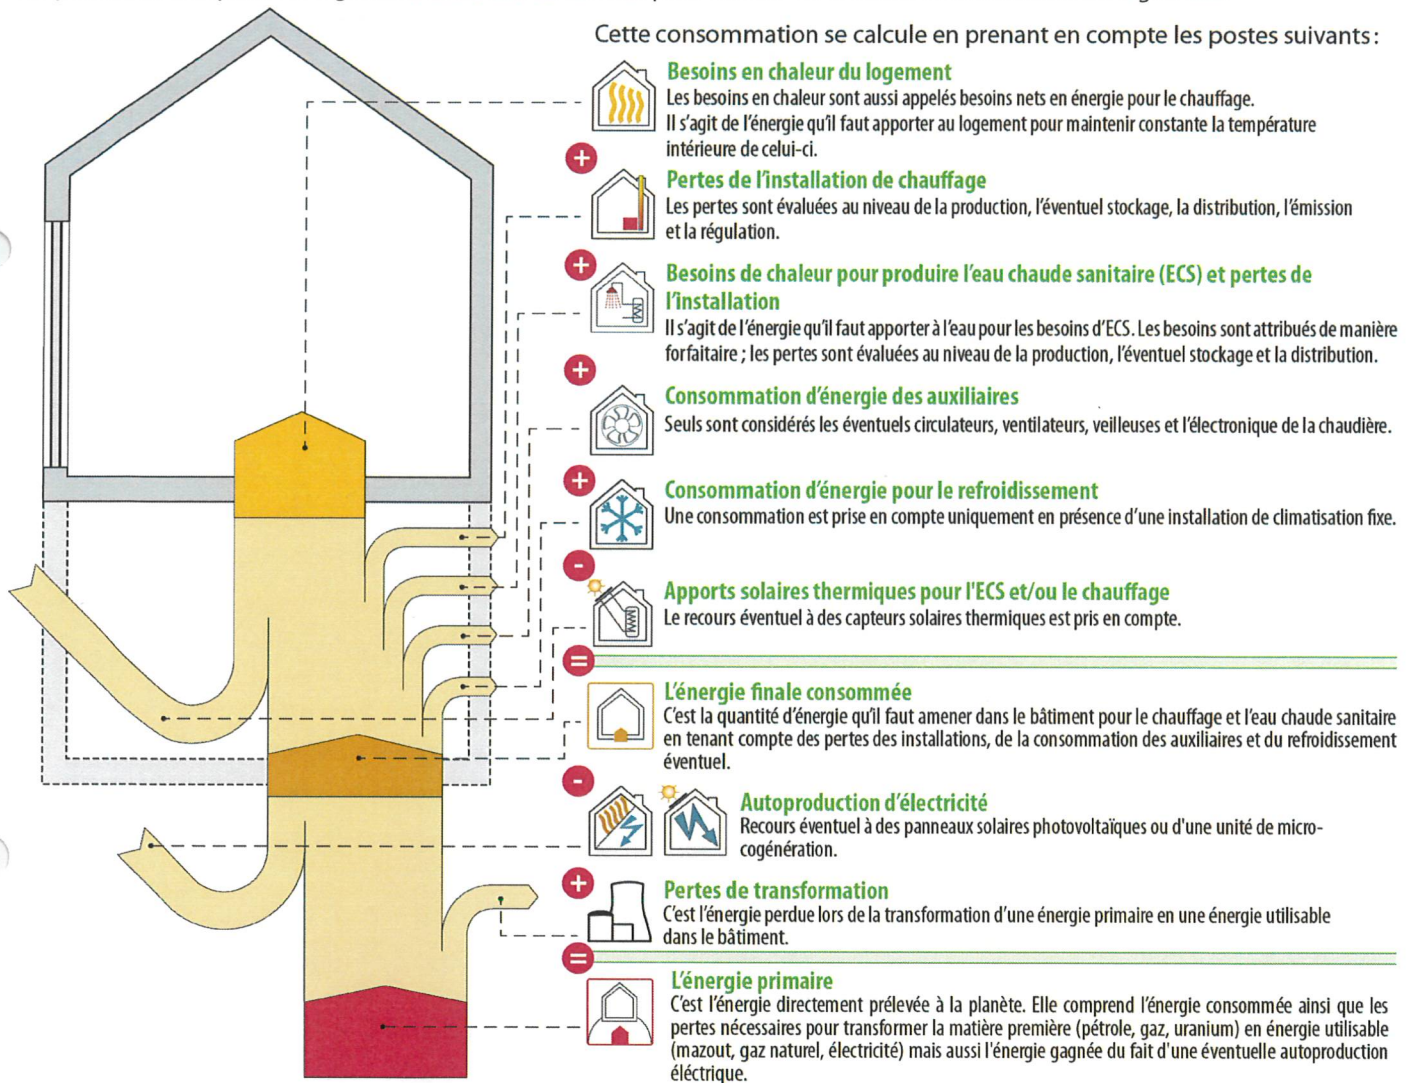 Cette consommation se calcule en prenant en compte les postes suivants :
Besoins en chaleur du logement
Les besoins en chaleur sont aussi appelés besoins nets en énergie pour le chauffage.
Il s'agit de l'énergie qu'il faut apporter au logement pour maintenir constante la température
intérieure de celui-ci.
+
Pertes de l'installation de chauffage
Les pertes sont évaluées au niveau de la production, l'éventuel stockage, la distribution, l'émission
et la régulation.
+
Besoins de chaleur pour produire l'eau chaude sanitaire (ECS) et pertes de
l'installation
Il s'agit de l'énergie qu'il faut apporter à l'eau pour les besoins d'ECS. Les besoins sont attribués de manière
forfaitaire ; les pertes sont évaluées au niveau de la production, l'éventuel stockage et la distribution.
+
Consommation d'énergie des auxiliaires
Seuls sont considérés les éventuels circulateurs, ventilateurs, veilleuses et l'électronique de la chaudière.
+
Consommation d'énergie pour le refroidissement
Une consommation est prise en compte uniquement en présence d'une installation de climatisation fixe.
-
Apports solaires thermiques pour l'ECS et/ou le chauffage
Le recours éventuel à des capteurs solaires thermiques est pris en compte.
=
L'énergie finale consommée
C'est la quantité d'énergie qu'il faut amener dans le bâtiment pour le chauffage et l'eau chaude sanitaire
en tenant compte des pertes des installations, de la consommation des auxiliaires et du refroidissement
éventuel.
-
Autoproduction d'électricité
Recours éventuel à des panneaux solaires photovoltaïques ou d'une unité de micro-
cogénération.
+
Pertes de transformation
C'est l'énergie perdue lors de la transformation d'une énergie primaire en une énergie utilisable
dans le bâtiment.
=
L'énergie primaire
C'est l'énergie directement prélevée à la planète. Elle comprend l'énergie consommée ainsi que les
pertes nécessaires pour transformer la matière première (pétrole, gaz, uranium) en énergie utilisable
(mazout, gaz naturel, électricité) mais aussi l'énergie gagnée du fait d'une éventuelle autoproduction
éléctrique.